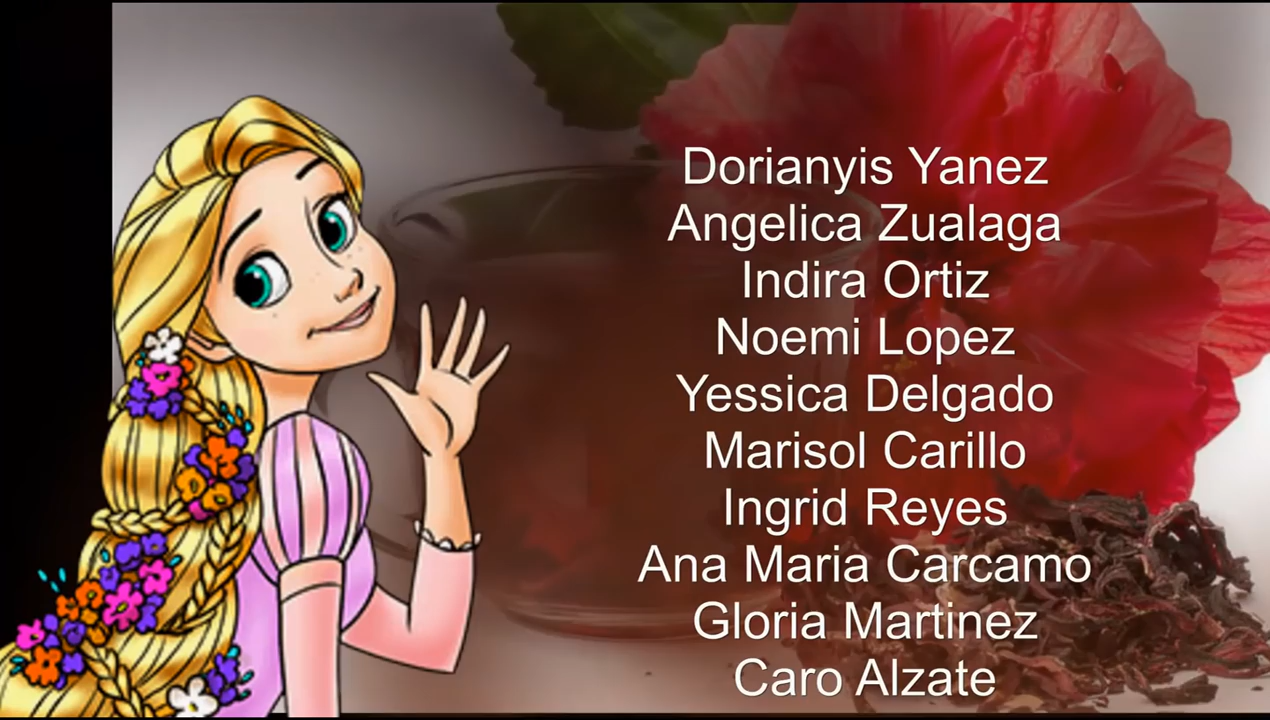 Dorianyis Yanez
Angelica Zualaga
Indira Ortiz
Noemi Lopez
Yessica Delgado
Marisol Carillo
Ingrid Reyes
Ana Maria Carcamo
Gloria Martinez
Caro Alzate